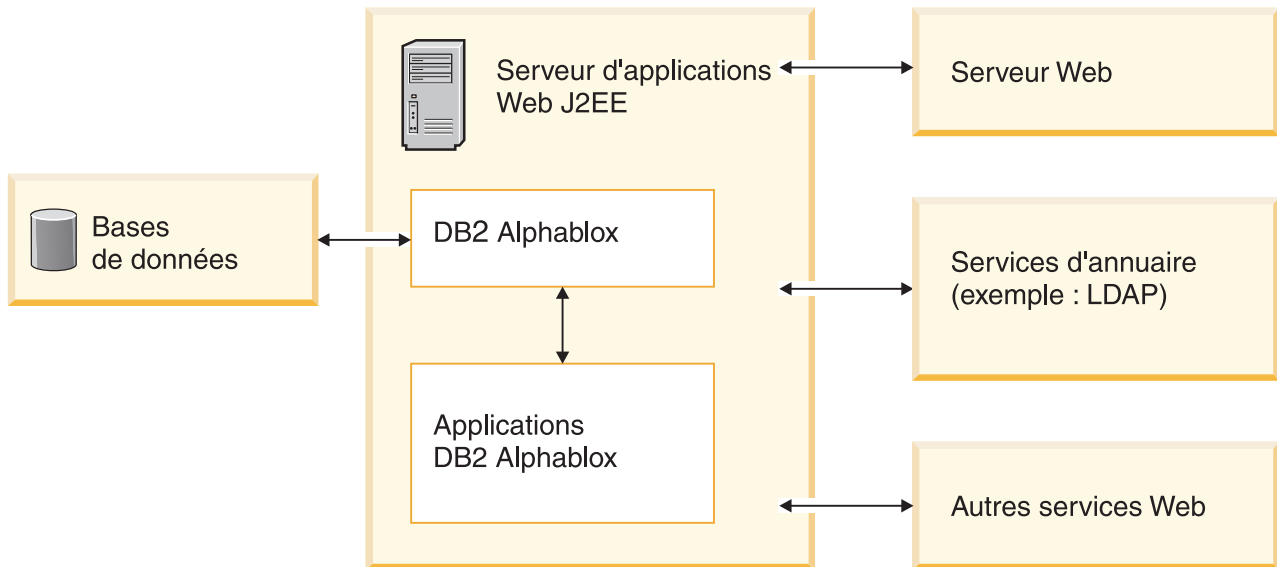 Serveur d'applications
Web J2EE
Serveur Web
Bases
de données
DB2 Alphablox
Services d'annuaire
(exemple : LDAP)
Applications
DB2 Alphablox
Autres services Web